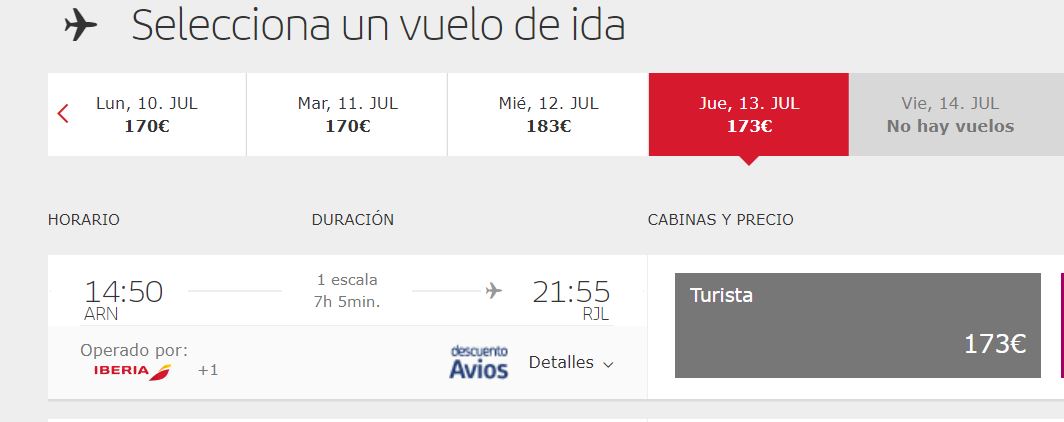 Selecciona un vuelo de ida
Lun, 10. JUL
170€
Mar, 11. JUL
170€
Mié, 12. JUL
183€
Jue, 13. JUL
173€
Vie, 14. JUL
No hay vuelos
HORARIO
DURACIÓN
CABINAS Y PRECIO
14:50
ARN
1 escala
7h 5min.
21:55
RJL
Operado por:
IBERIA
+1
descuento
Avios
Detalles
Turista
173€